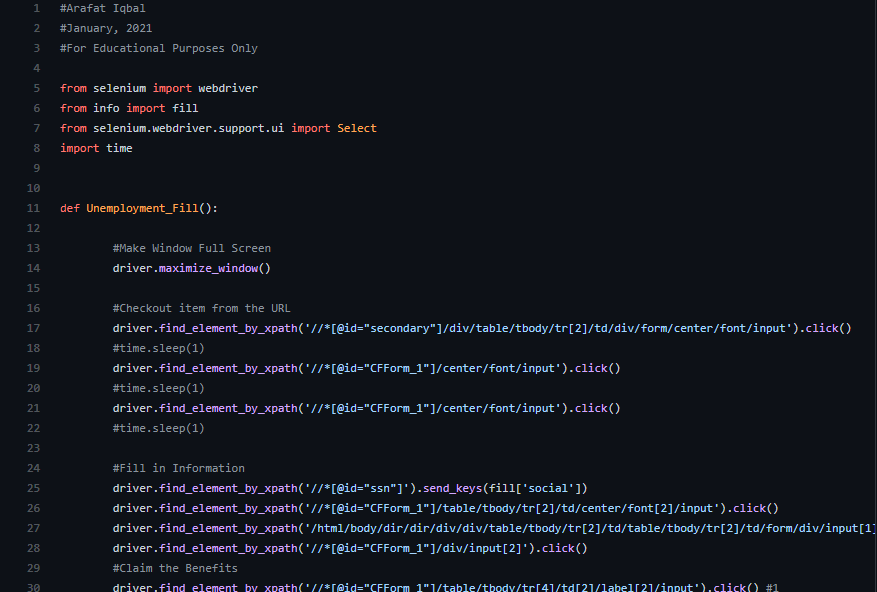 1 #Arafat Iqbal
2 #January, 2021
3 #For Educational Purposes Only
4
5 from selenium import webdriver
6 from info import fill
7 from selenium.webdriver.support.ui import Select
8 import time
9
10
11 def Unemployment_Fill():
12
13 #Make Window Full Screen
14 driver.maximize_window()
15
16 #Checkout item from the URL
17 driver.find_element_by_xpath('//*[@id="secondary"]/div/table/tbody/tr[2]/td/div/form/center/font/input').click()
18 #time.sleep(1)
19 driver.find_element_by_xpath('//*[@id="CFForm_1"]/center/font/input').click()
20 #time.sleep(1)
21 driver.find_element_by_xpath('//*[@id="CFForm_1"]/center/font/input').click()
22 #time.sleep(1)
23
24 #Fill in Information
25 driver.find_element_by_xpath('//*[@id="ssn"]').send_keys(fill['social'])
26 driver.find_element_by_xpath('//*[@id="CFForm_1"]/table/tbody/tr[2]/td/center/font[2]/input').click()
27 driver.find_element_by_xpath('/html/body/dir/dir/div/div/table/tbody/tr[2]/td/table/tbody/tr[2]/td/form/div/input[1]
28 driver.find_element_by_xpath('//*[@id="CFForm_1"]/div/input[2]').click()
29 #Claim the Benefits
30 driver.find_element_by_xpath('//*[@id="CFForm_1"]/table/tbody/tr[4]/td[2]/label[2]/input').click() #1